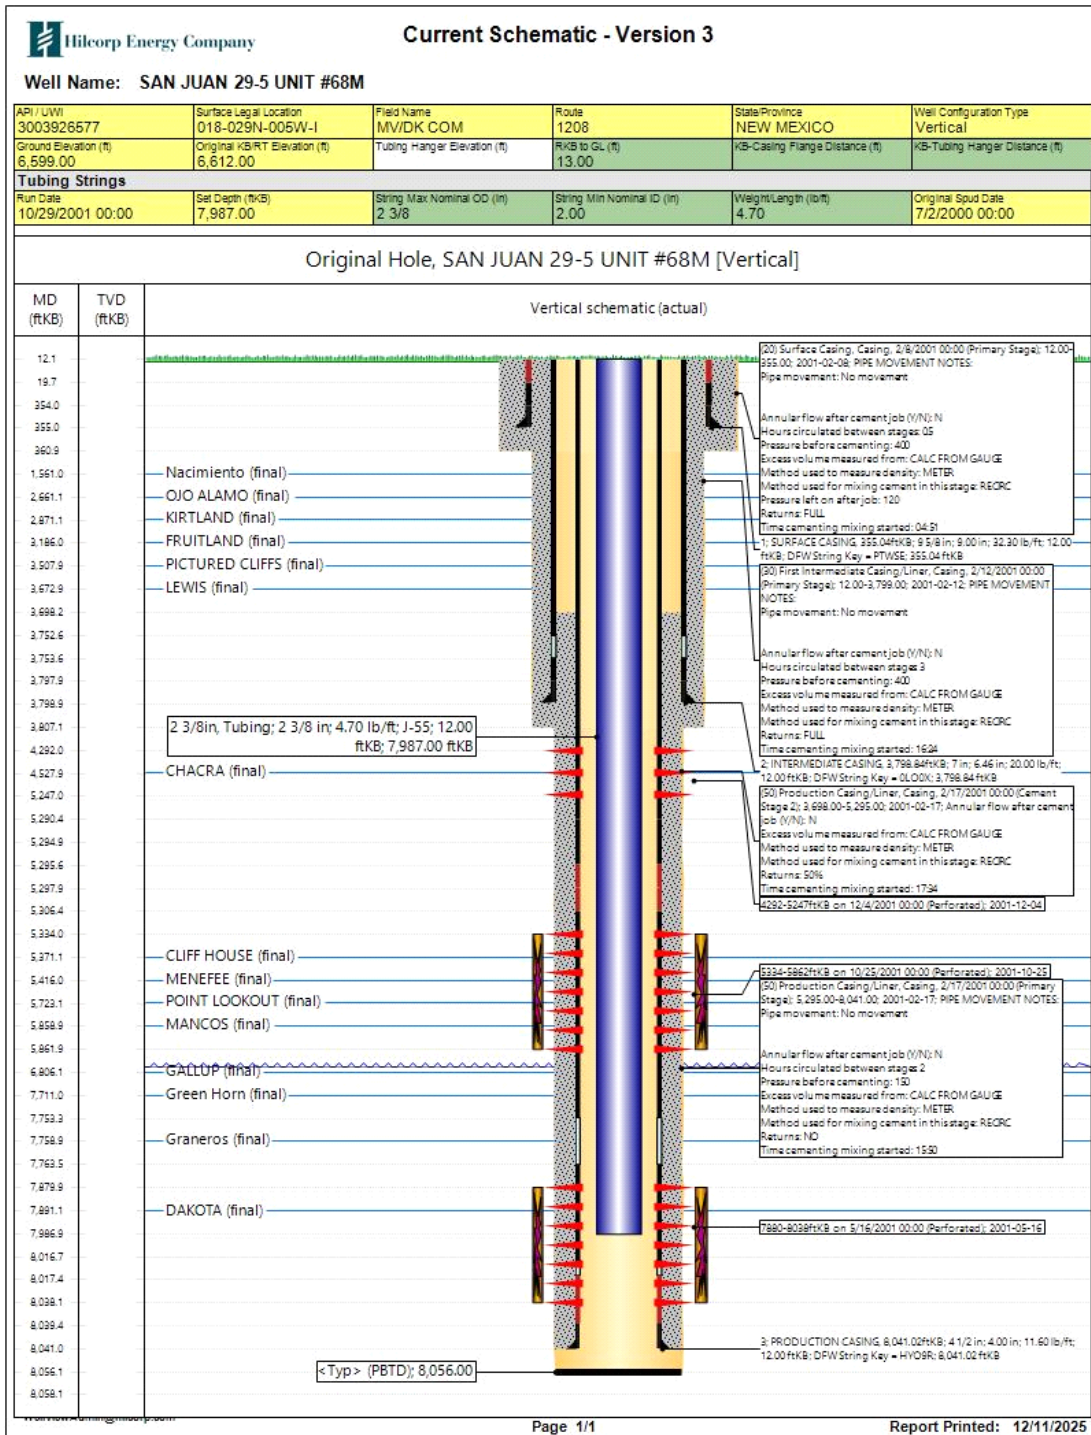 Hilcorp Energy Company
Current Schematic - Version 3
Well Name: SAN JUAN 29-5 UNIT #68M
API / UWI
3003926577
Surface Legal Location
018-029N-005W-I
Field Name
MV/DK COM
Route
1208
State/Province
NEW MEXICO
Well Configuration Type
Vertical
Ground Elevation (ft)
6,599.00
Original KB/RT Elevation (ft)
6,612.00
Tubing Hanger Elevation (ft)
RKB to GL (ft)
13.00
KB-Casing Flange Distance (ft)
KB-Tubing Hanger Distance (ft)
Tubing Strings
Run Date
10/29/2001 00:00
Set Depth (ftKB)
7,987.00
String Max Nominal OD (in)
2 3/8
String Min Nominal ID (in)
2.00
Weight/Length (lb/ft)
4.70
Original Spud Date
7/2/2000 00:00
Original Hole, SAN JUAN 29-5 UNIT #68M [Vertical]
MD (ftKB)
TVD (ftKB)
Vertical schematic (actual)
12.1
19.7
354.0
355.0
360.9
1,561.0
2,661.1
2,871.1
3,186.0
3,507.9
3,672.9
3,698.2
3,752.6
3,753.6
3,797.9
3,798.9
3,807.1
4,292.0
4,527.9
5,247.0
5,290.4
5,294.9
5,295.6
5,297.9
5,306.4
5,334.0
5,371.1
5,416.0
5,723.1
5,858.9
5,861.9
6,806.1
7,711.0
7,753.3
7,758.9
7,763.5
7,879.9
7,891.1
7,986.9
8,016.7
8,017.4
8,038.1
8,039.4
8,041.0
8,056.1
8,058.1
Nacimiento (final)
OJO ALAMO (final)
KIRTLAND (final)
FRUITLAND (final)
PICTURED CLIFFS (final)
LEWIS (final)
2 3/8in, Tubing; 2 3/8 in; 4.70 lb/ft; J-55; 12.00
ftKB; 7,987.00 ftKB
CHACRA (final)
CLIFF HOUSE (final)
MENEFEE (final)
POINT LOOKOUT (final)
MANCOS (final)
GALLUP (final)
Green Horn (final)
Graneros (final)
DAKOTA (final)
<Typ> (PBTD); 8,056.00
(20) Surface Casing, Casing, 2/8/2001 00:00 (Primary Stage); 12.00-
355.00; 2001-02-08; PIPE MOVEMENT NOTES:
Pipe movement: No movement
Annular flow after cement job (Y/N): N
Hours circulated between stages: 05
Pressure before cementing: 400
Excess volume measured from: CALC FROM GAUGE
Method used to measure density: METER
Method used for mixing cement in this stage: RECRC
Pressure left on after job: 120
Returns: FULL
Time cementing mixing started: 04:51
1; SURFACE CASING, 355.04ftKB; 9 5/8 in; 9.00 in; 32.30 lb/ft; 12.00
ftKB; DFW String Key = PTWSE; 355.04 ftKB
(30) First Intermediate Casing/Liner, Casing, 2/12/2001 00:00
(Primary Stage); 12.00-3,799.00; 2001-02-12; PIPE MOVEMENT
NOTES:
Pipe movement: No movement
Annular flow after cement job (Y/N): N
Hours circulated between stages: 3
Pressure before cementing: 400
Excess volume measured from: CALC FROM GAUGE
Method used to measure density: METER
Method used for mixing cement in this stage: RECRC
Returns: FULL
Time cementing mixing started: 16:24
2; INTERMEDIATE CASING, 3,798.84ftKB; 7 in; 6.46 in; 20.00 lb/ft;
12.00 ftKB; DFW String Key = 0LO0X; 3,798.84 ftKB
(50) Production Casing/Liner, Casing, 2/17/2001 00:00 (Cement
Stage 2); 3,698.00-5,295.00; 2001-02-17; Annular flow after cement
job (Y/N): N
Excess volume measured from: CALC FROM GAUGE
Method used to measure density: METER
Method used for mixing cement in this stage: RECRC
Returns: 50%
Time cementing mixing started: 17:34
4292-5247ftKB on 12/4/2001 00:00 (Perforated); 2001-12-04
5334-5862ftKB on 10/25/2001 00:00 (Perforated); 2001-10-25
(50) Production Casing/Liner, Casing, 2/17/2001 00:00 (Primary
Stage); 5,295.00-8,041.00; 2001-02-17; PIPE MOVEMENT NOTES:
Pipe movement: No movement
Annular flow after cement job (Y/N): N
Hours circulated between stages: 2
Pressure before cementing: 150
Excess volume measured from: CALC FROM GAUGE
Method used to measure density: METER
Method used for mixing cement in this stage: RECRC
Returns: NO
Time cementing mixing started: 15:50
7880-8038ftKB on 5/16/2001 00:00 (Perforated); 2001-05-16
3; PRODUCTION CASING, 8,041.02ftKB; 4 1/2 in; 4.00 in; 11.60 lb/ft;
12.00 ftKB; DFW String Key = HYO9R; 8,041.02 ftKB
Page 1/1
Report Printed: 12/11/2025